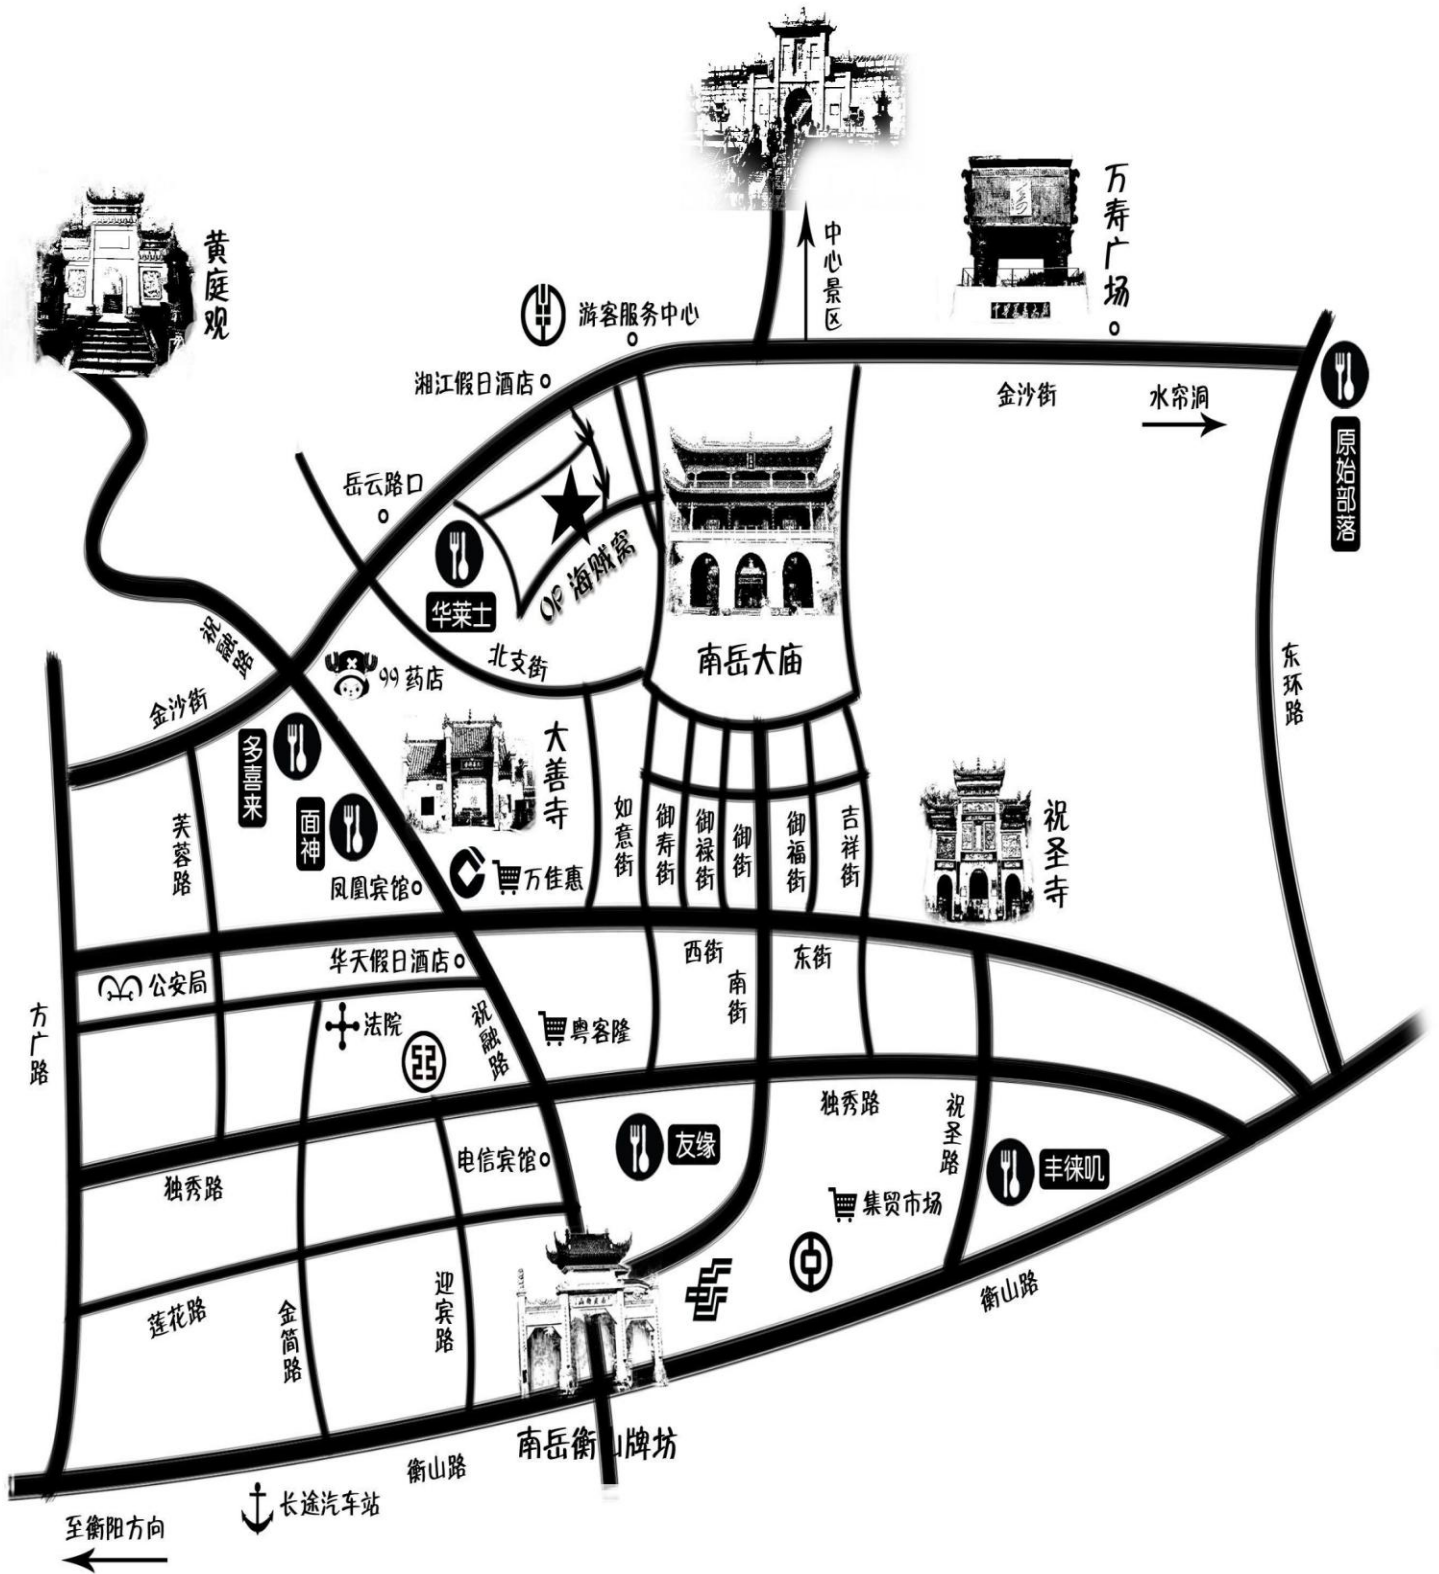 中心景区
万寿广场
黄庭观
游客服务中心
湘江假日酒店
金沙街
水帘洞
原始部落
岳云路口
华莱士
OP 海贼窝
南岳大庙
祝融路
北支街
99 药店
金沙街
东环路
多喜来
面神
大善寺
芙蓉路
凤凰宾馆
万佳惠
如意街
御寿街
御禄街
御街
御福街
吉祥街
祝圣寺
华天假日酒店
西街
东街
南街
公安局
法院
祝融路
粤客隆
方广路
独秀路
祝圣路
友缘
电信宾馆
丰徕叽
独秀路
集贸市场
莲花路
金简路
迎宾路
衡山路
南岳衡山牌坊
衡山路
长途汽车站
至衡阳方向